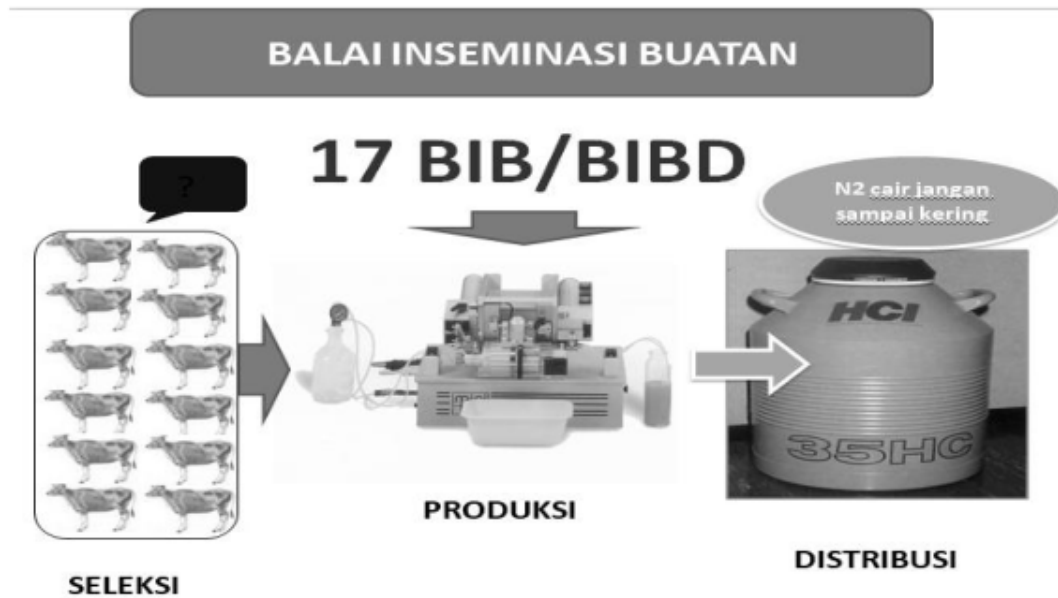 BALAI INSEMINASI BUATAN
17 BIB/BIBD
?
N2 cair jangan
sampai kering
HCI
35HC
PRODUKSI
DISTRIBUSI
SELEKSI